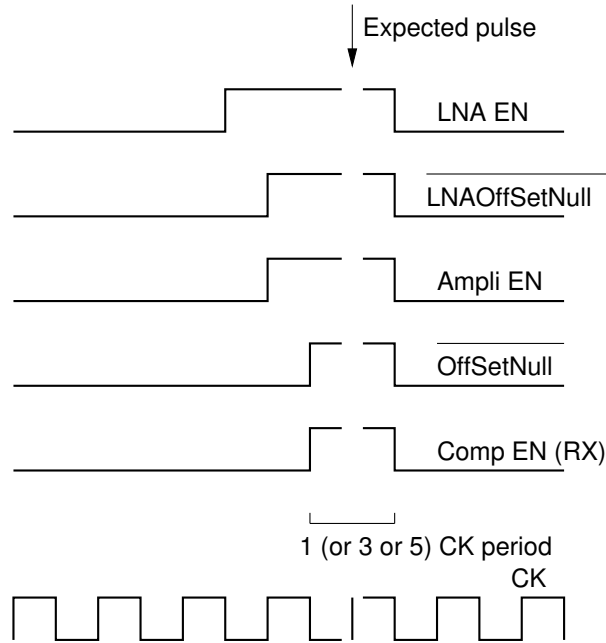 Expected pulse
LNA EN
LNAOffSetNull
Ampli EN
OffSetNull
Comp EN (RX)
1 (or 3 or 5) CK period
CK